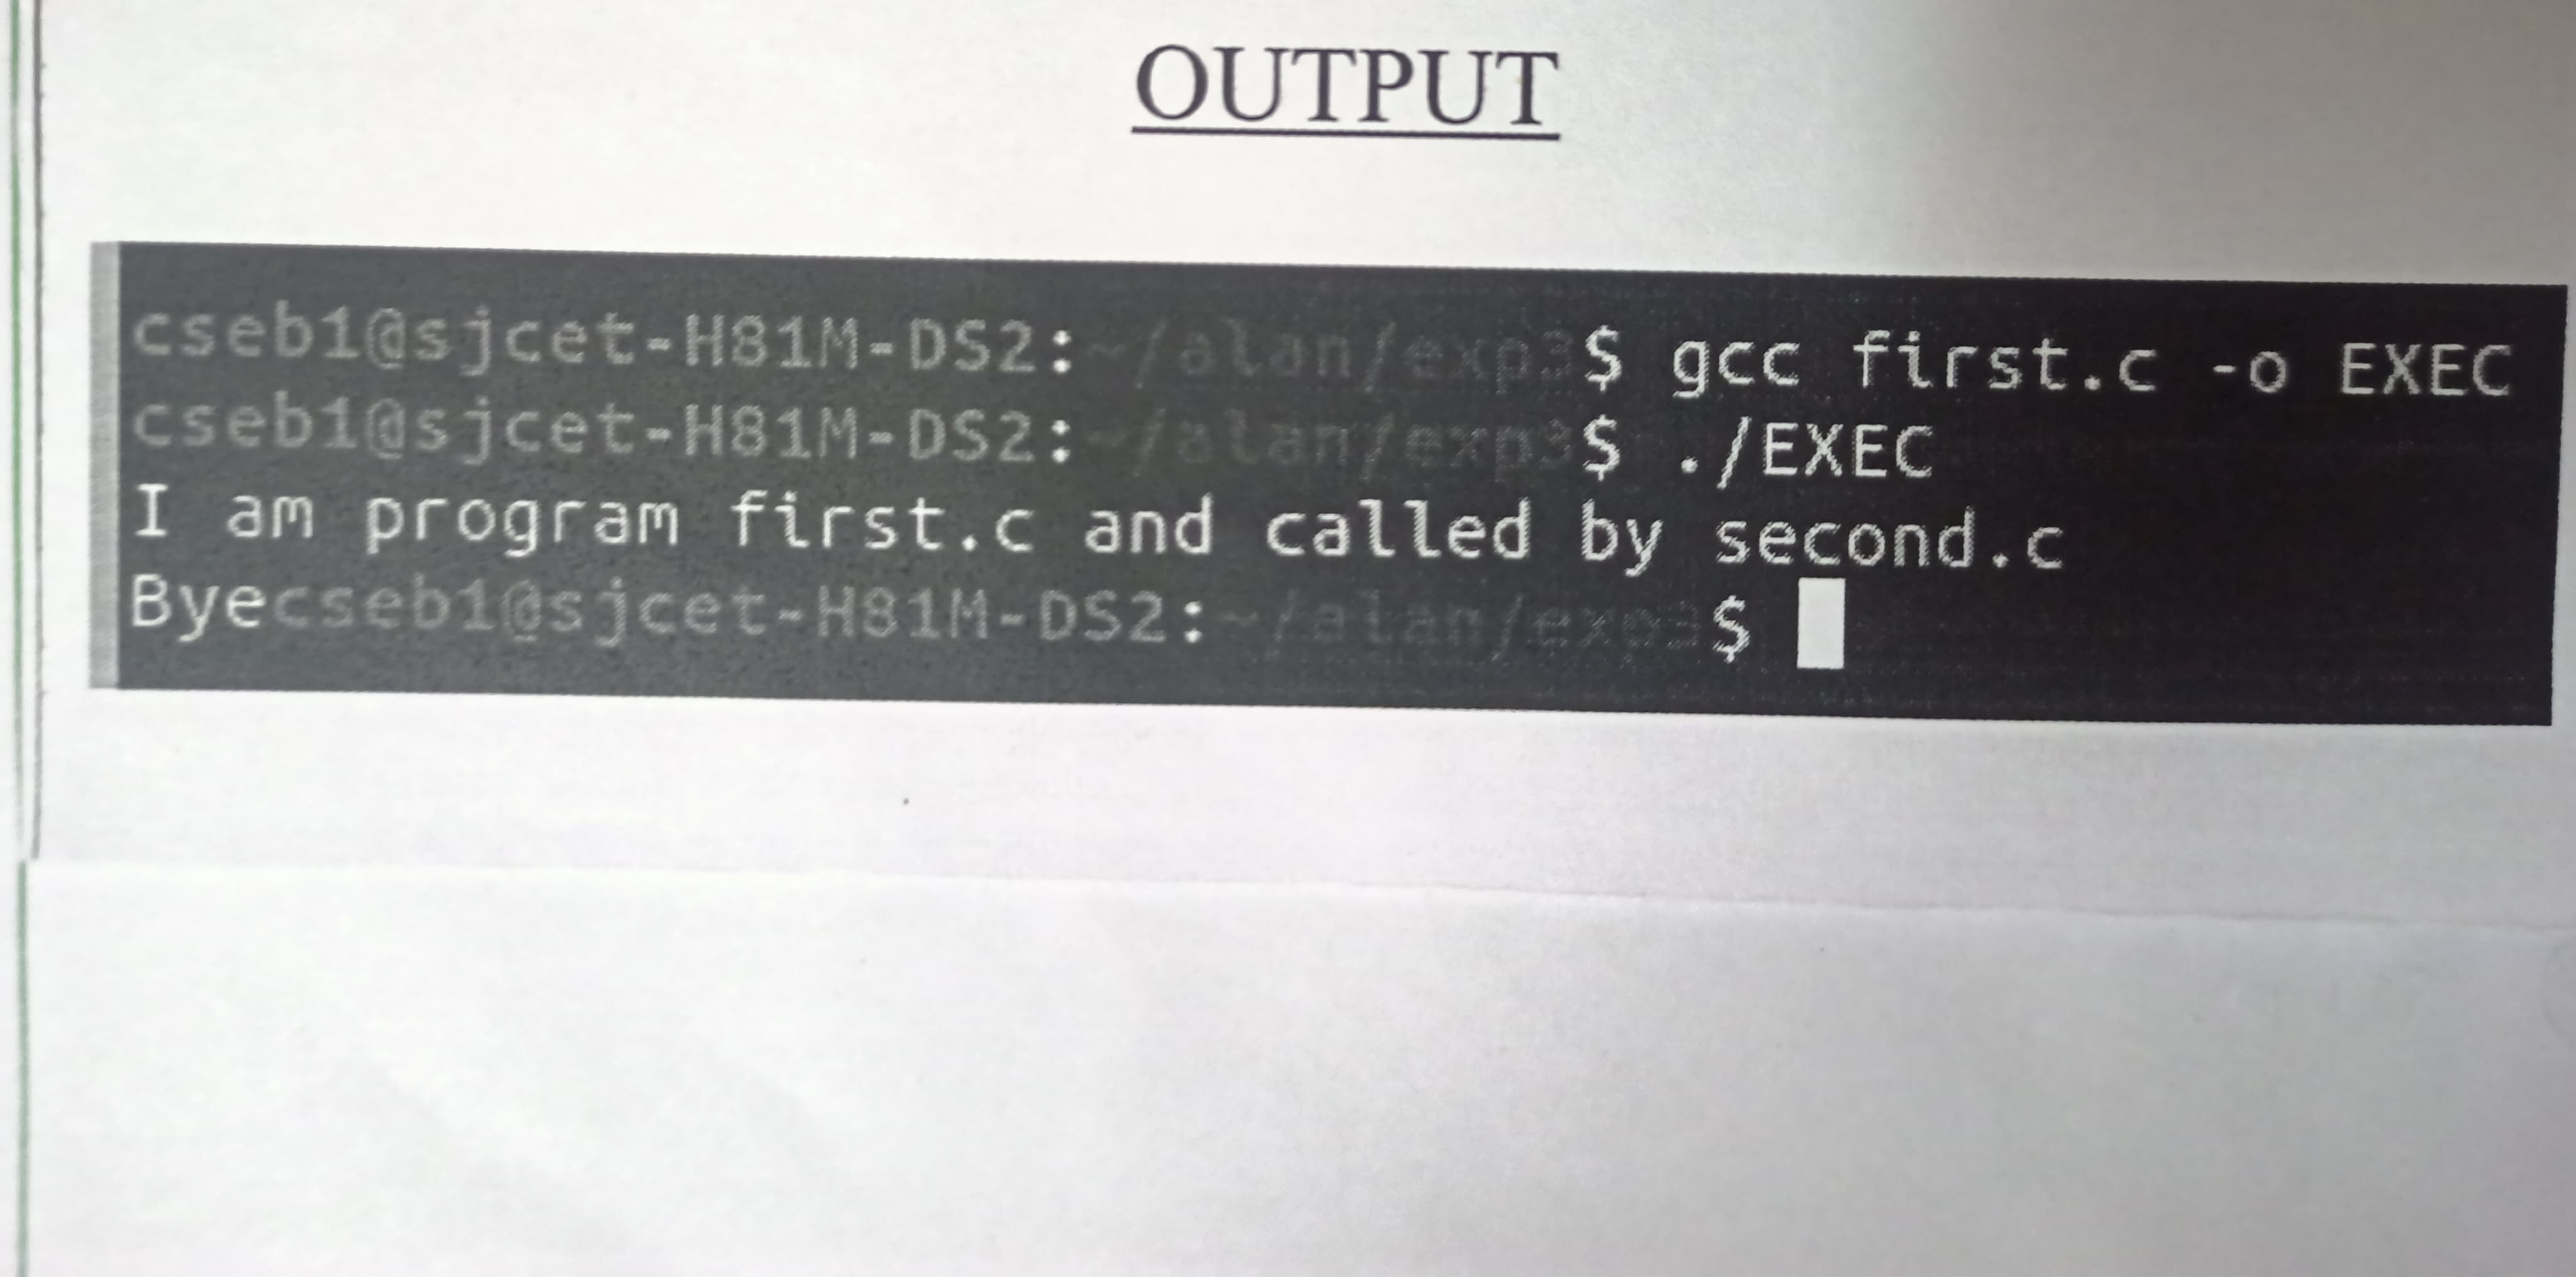 OUTPUT
cseb1@sjcet-H81M-DS2:~/alan/exp3$ gcc first.c -o EXEC
cseb1@sjcet-H81M-DS2:~/alan/exp3$ ./EXEC
I am program first.c and called by second.c
Byecseb1@sjcet-H81M-DS2:~/alan/exp3$